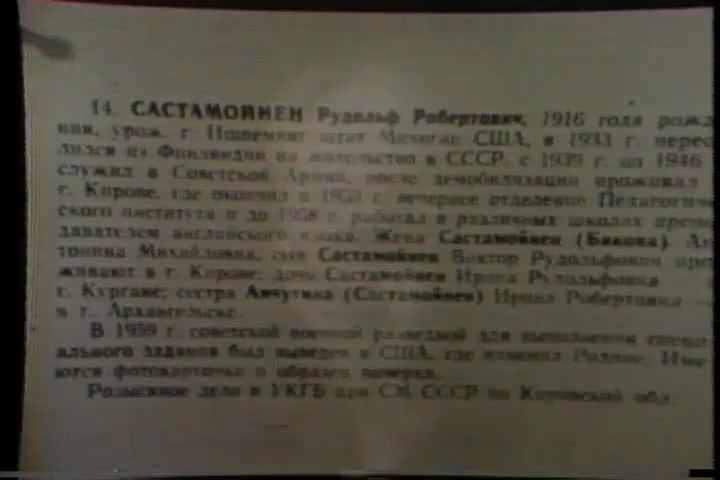 14. САСТАМОЙНЕН Рудольф Робертович, 1916 года рожд
ния, урож. г. Ишпеминг штат Мичиган США, в 1933 г. перес
лился из Финляндии на жительство в СССР, с 1939 г. по 1946
служил в Советской Армии, после демобилизации проживал
г. Кирове, где окончил в г. вечернее отделение Педагогич
ского института и до 1958 г. работал в различных школах препо
давателем английского языка. Жена Састамойнен (Бикова) Ан
тонина Михайловна, сын Састамойнен Виктор Рудольфович про
живают в г. Кирове; дочь Састамойнен Ирина Рудольфовна —
г. Кургане; сестра Анчутина (Састамойнен) Ирина Робертовна —
в г. Архангельске.
В 1959 г. советской военной разведкой для выполнения специ
ального задания был выведен в США, где изменил Родине. Име
ются фотокарточка и образец почерка.
Розыскное дело в УКГБ при СМ СССР по Кировской обл.